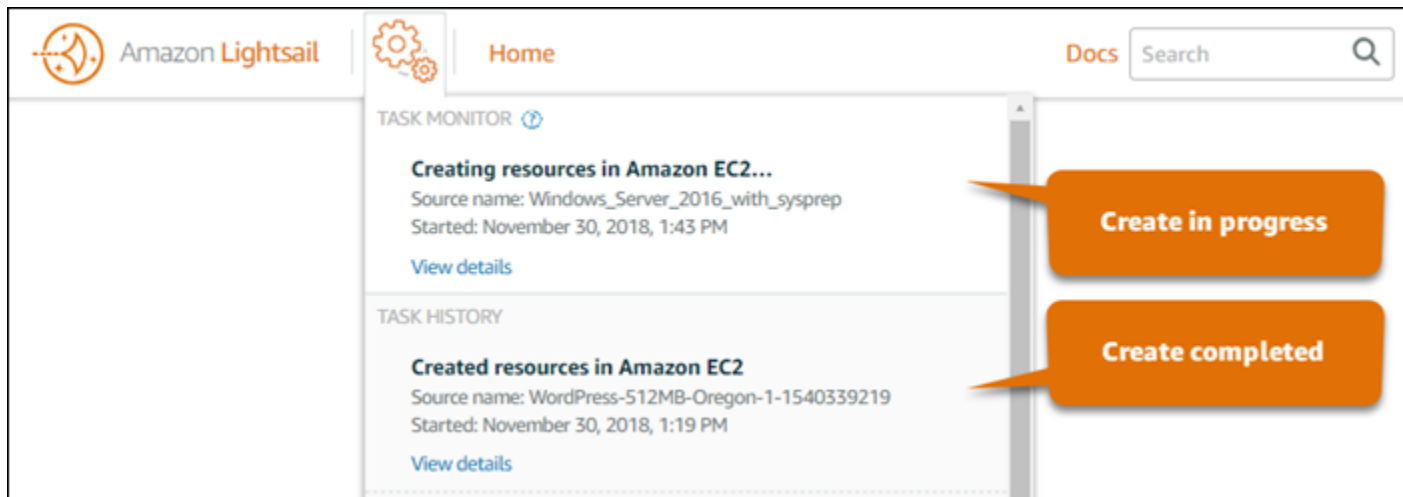 Amazon Lightsail
Home
Docs
Search
TASK MONITOR ?
Creating resources in Amazon EC2...
Source name: Windows_Server_2016_with_sysprep
Started: November 30, 2018, 1:43 PM
View details
Create in progress
TASK HISTORY
Created resources in Amazon EC2
Source name: WordPress-512MB-Oregon-1-1540339219
Started: November 30, 2018, 1:19 PM
View details
Create completed